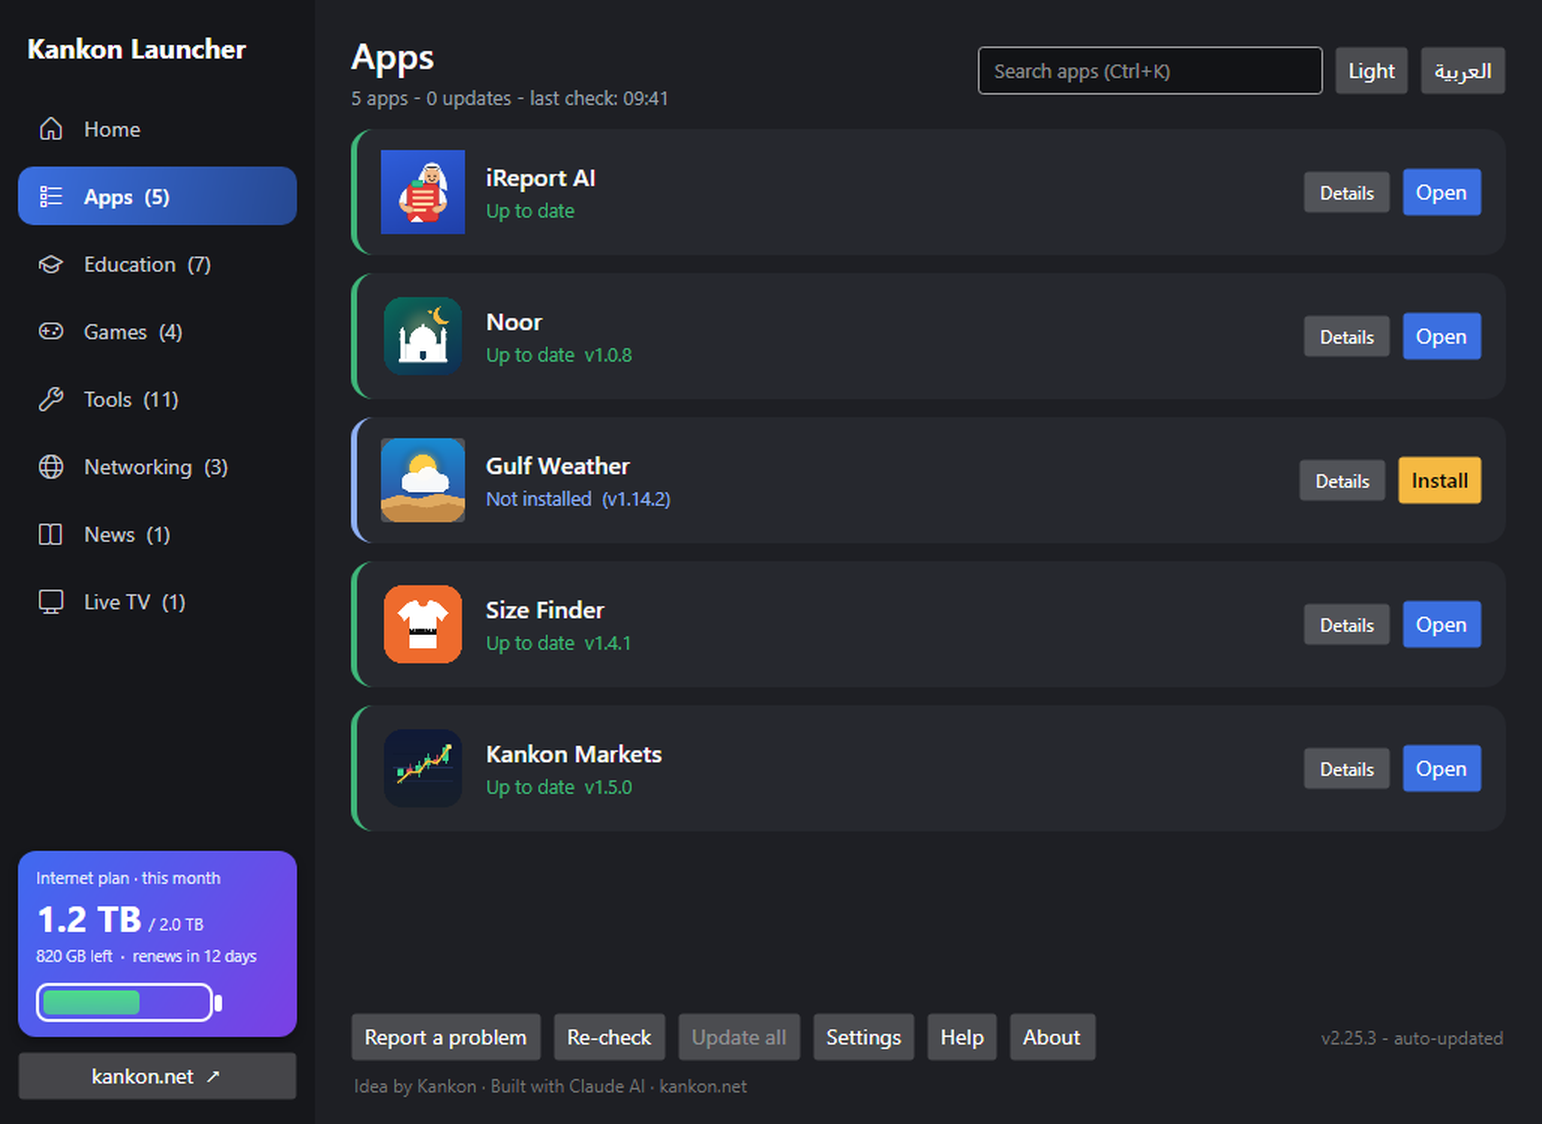 Kankon Launcher
Home
Apps (5)
Education (7)
Games (4)
Tools (11)
Networking (3)
News (1)
Live TV (1)
Internet plan · this month
1.2 TB / 2.0 TB
820 GB left · renews in 12 days
kankon.net ↗
Apps
5 apps - 0 updates - last check: 09:41
Search apps (Ctrl+K)
Light
العربية
iReport AI
Up to date
Details
Open
Noor
Up to date v1.0.8
Details
Open
Gulf Weather
Not installed (v1.14.2)
Details
Install
Size Finder
Up to date v1.4.1
Details
Open
Kankon Markets
Up to date v1.5.0
Details
Open
Report a problem
Re-check
Update all
Settings
Help
About
v2.25.3 - auto-updated
Idea by Kankon · Built with Claude AI · kankon.net